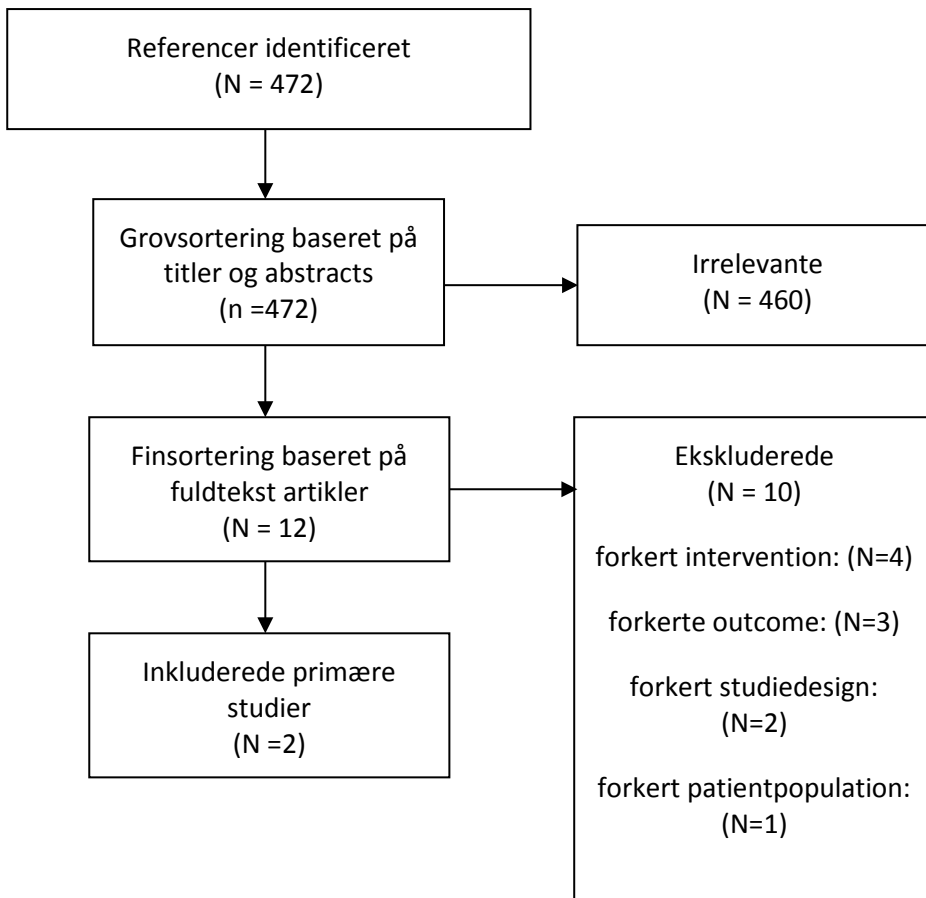 Referencer identificeret
(N = 472)
Grovsortering baseret på
titler og abstracts
(n =472)
Irrelevante
(N = 460)
Finsortering baseret på
fuldtekst artikler
(N = 12)
Ekskluderede
(N = 10)
forkert intervention: (N=4)
forkerte outcome: (N=3)
forkert studiedesign:
(N=2)
forkert patientpopulation:
(N=1)
Inkluderede primære
studier
(N =2)